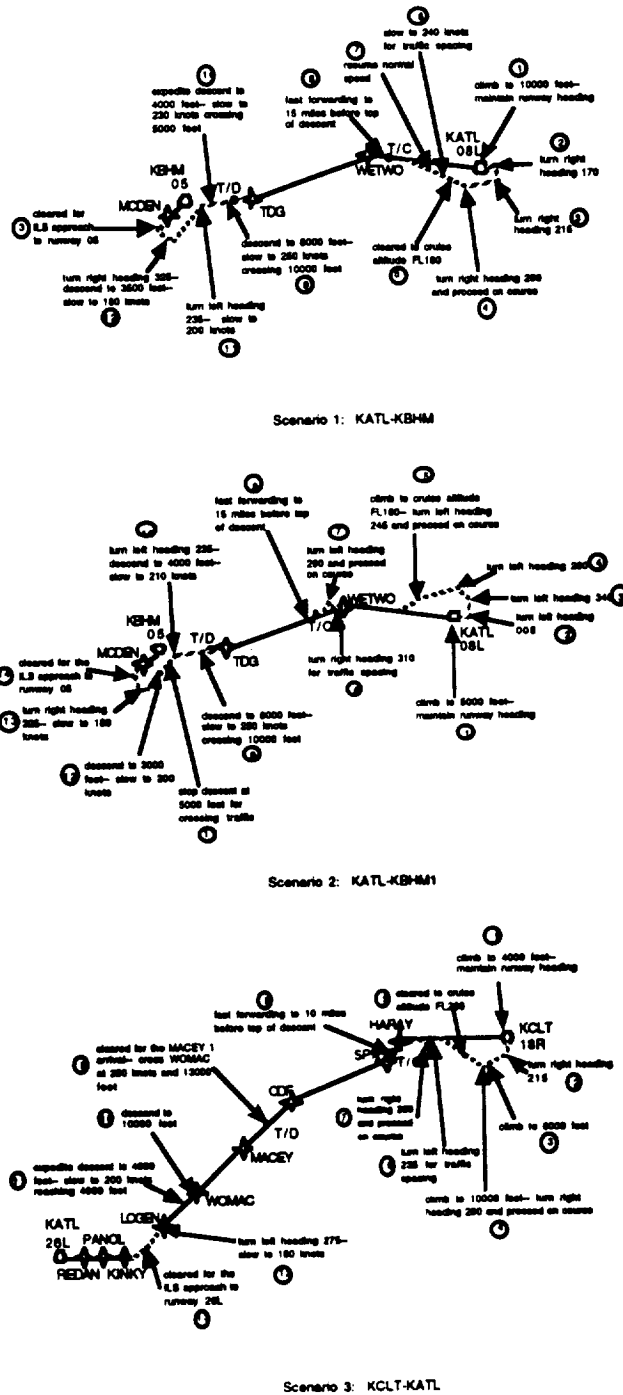 slow to 240 knots
for traffic spacing
resume normal
speed
climb to 10000 feet–
maintain runway heading
expedite descent to
4000 feet– slow to
230 knots crossing
5000 feet
fast forwarding to
15 miles before top
of descent
T/C
KATL
08L
WETWO
turn right
heading 170
KBHM
05
T/D
MCDEN
TDG
cleared for
ILS approach
to runway 05
turn right
heading 215
descend to 6000 feet–
slow to 250 knots
crossing 10000 feet
cleared to cruise
altitude FL180
turn right heading
descend to 3500 feet–
slow to 180 knots
turn left heading
235– slow to
200 knots
turn right heading
and proceed on course
Scenario 1: KATL-KBHM
fast forwarding to
15 miles before top
of descent
climb to cruise altitude
FL180– turn left heading
245 and proceed on course
turn left heading 235–
descend to 4000 feet–
slow to 210 knots
turn left heading
290 and proceed
on course
turn left heading
WETWO
turn left heading
KBHM
05
T/D
T/C
KATL
08L
turn left
heading
005
MCDEN
TDG
cleared for the
ILS approach
runway 05
turn right heading 310
for traffic spacing
turn right heading
slow to 180
knots
descend to 6000 feet–
slow to 250 knots
crossing 10000 feet
climb to 5000 feet–
maintain runway heading
descend to 3000
feet– slow to 200
knots
stop descent at
5000 feet for
crossing traffic
Scenario 2: KATL-KBHM1
climb to 4000 feet–
maintain runway heading
cleared to cruise
altitude
fast forwarding to 10 miles
before top of descent
HARAY
KCLT
18R
cleared for the MACEY 1
arrival– cross WOMAC
at 250 knots and 13000
feet
turn right heading
215
ODF
turn right
heading
and proceed
on course
climb to 6000 feet
descend to
10000 feet
T/D
MACEY
turn left heading
235 for traffic
spacing
expedite descent to 4000
feet– slow to 200 knots
reaching 4000 feet
WOMAC
climb to 10000 feet– turn right
heading 260 and proceed on course
LOGEN
KATL
26L
PANOL
turn left heading 275–
slow to 180 knots
REDAN KINKY
cleared for the
ILS approach to
runway 26L
Scenario 3: KCLT-KATL